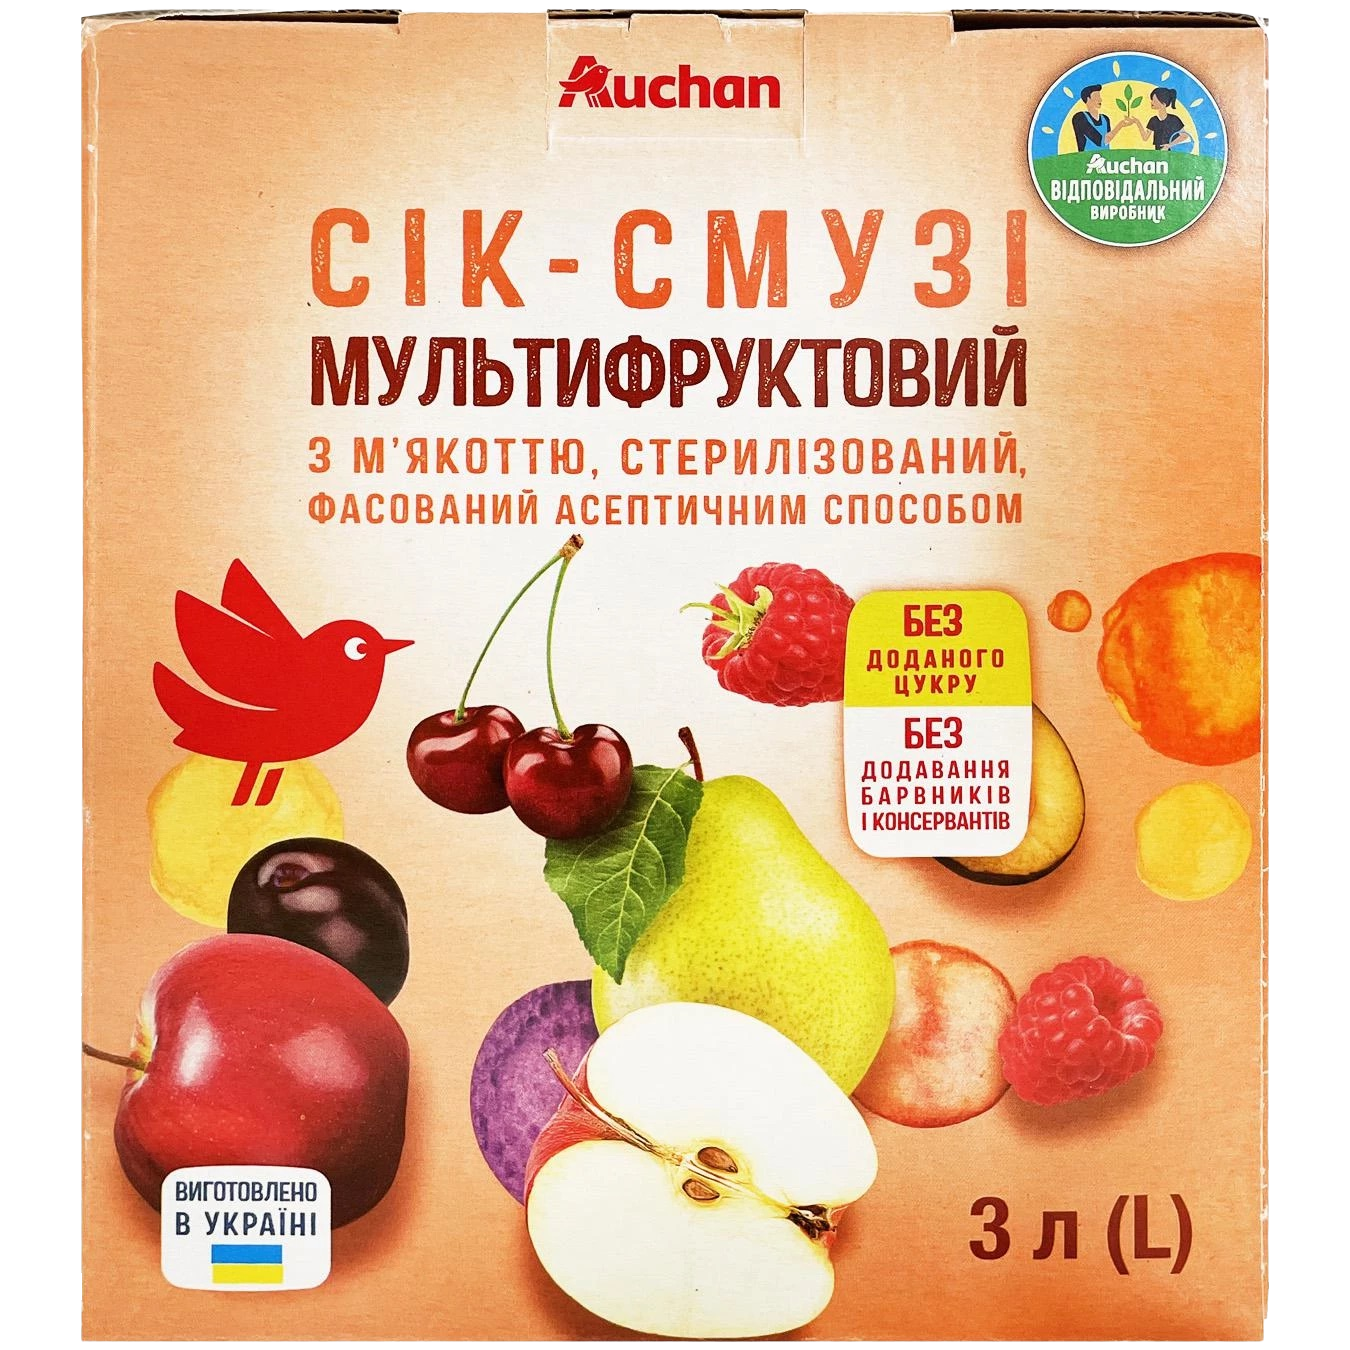 Auchan
Auchan
ВІДПОВІДАЛЬНИЙ
ВИРОБНИК
СІК-СМУЗІ
МУЛЬТИФРУКТОВИЙ
З М'ЯКОТТЮ, СТЕРИЛІЗОВАНИЙ,
ФАСОВАНИЙ АСЕПТИЧНИМ СПОСОБОМ
БЕЗ
ДОДАНОГО
ЦУКРУ
БЕЗ
ДОДАВАННЯ
БАРВНИКІВ
І КОНСЕРВАНТІВ
ВИГОТОВЛЕНО
В УКРАЇНІ
3 л (L)